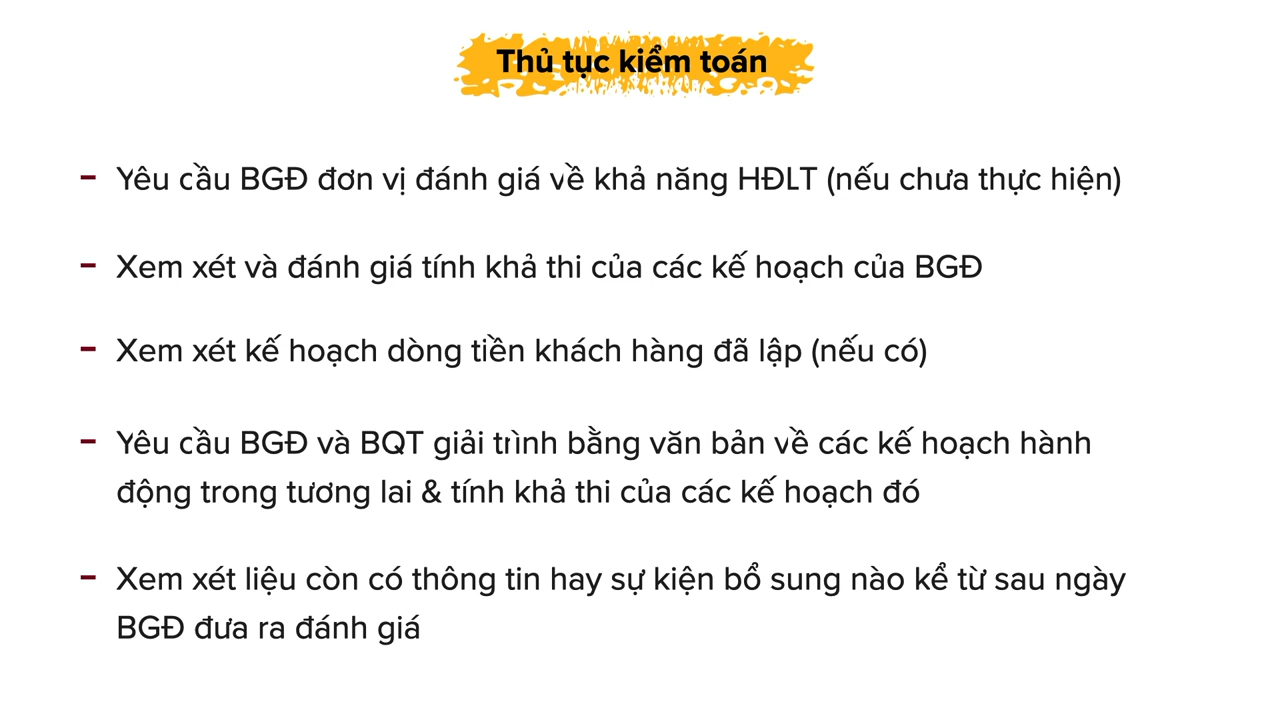 Thủ tục kiểm toán
- Yêu cầu BGĐ đơn vị đánh giá về khả năng HĐLT (nếu chưa thực hiện)
- Xem xét và đánh giá tính khả thi của các kế hoạch của BGĐ
- Xem xét kế hoạch dòng tiền khách hàng đã lập (nếu có)
- Yêu cầu BGĐ và BQT giải trình bằng văn bản về các kế hoạch hành
động trong tương lai & tính khả thi của các kế hoạch đó
- Xem xét liệu còn có thông tin hay sự kiện bổ sung nào kể từ sau ngày
BGĐ đưa ra đánh giá